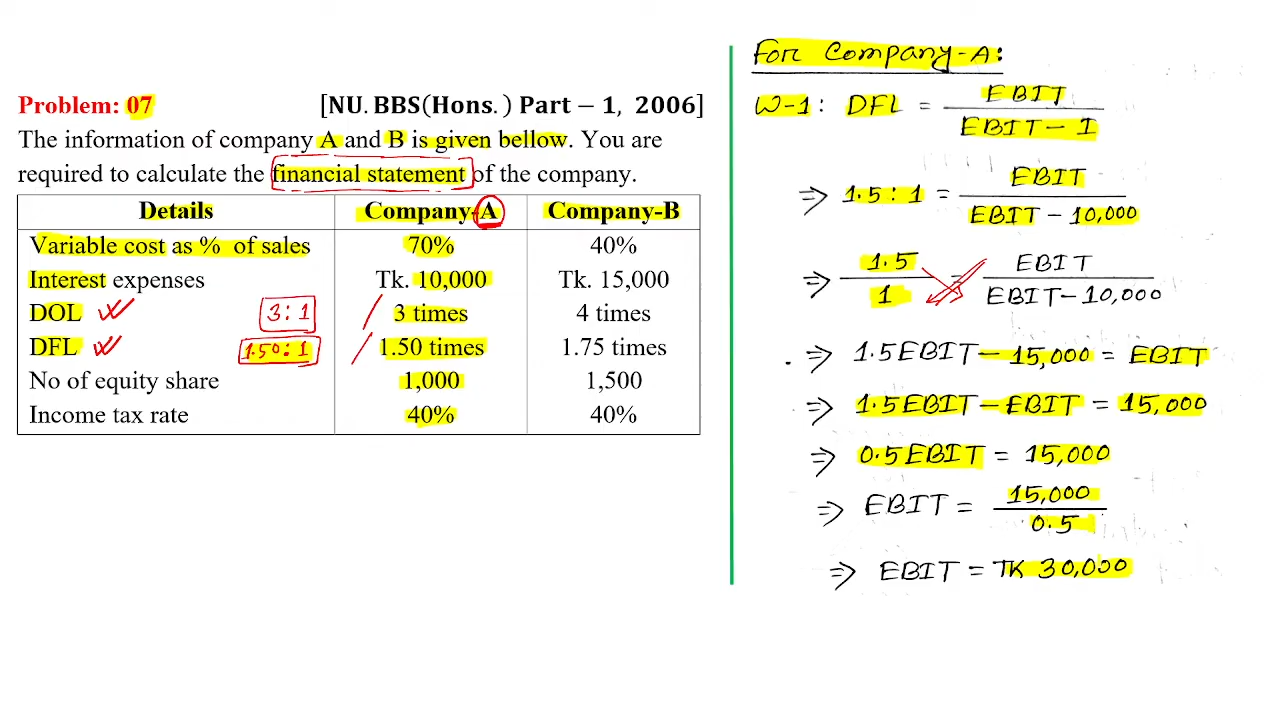 Problem: 07 [NU. BBS(Hons. ) Part − 1, 2006]
The information of company A and B is given bellow. You are
required to calculate the financial statement of the company.
Details Company-A Company-B
Variable cost as % of sales 70% 40%
Interest expenses Tk. 10,000 Tk. 15,000
DOL 3:1 3 times 4 times
DFL 1.50:1 1.50 times 1.75 times
No of equity share 1,000 1,500
Income tax rate 40% 40%
For Company-A:
W-1: DFL = EBIT / EBIT - I
⇒ 1.5:1 = EBIT / EBIT - 10,000
⇒ 1.5 / 1 = EBIT / EBIT - 10,000
⇒ 1.5EBIT - 15,000 = EBIT
⇒ 1.5EBIT - EBIT = 15,000
⇒ 0.5EBIT = 15,000
⇒ EBIT = 15,000 / 0.5
⇒ EBIT = TK 30,000